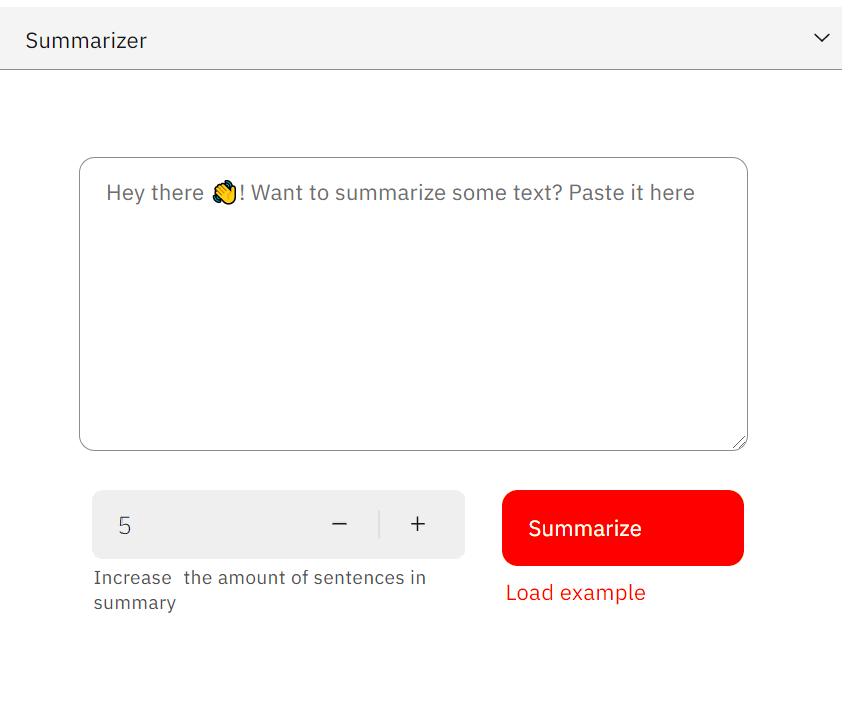 Summarizer
Hey there 👋! Want to summarize some text? Paste it here
5
Summarize
Increase  the amount of sentences in
summary
Load example